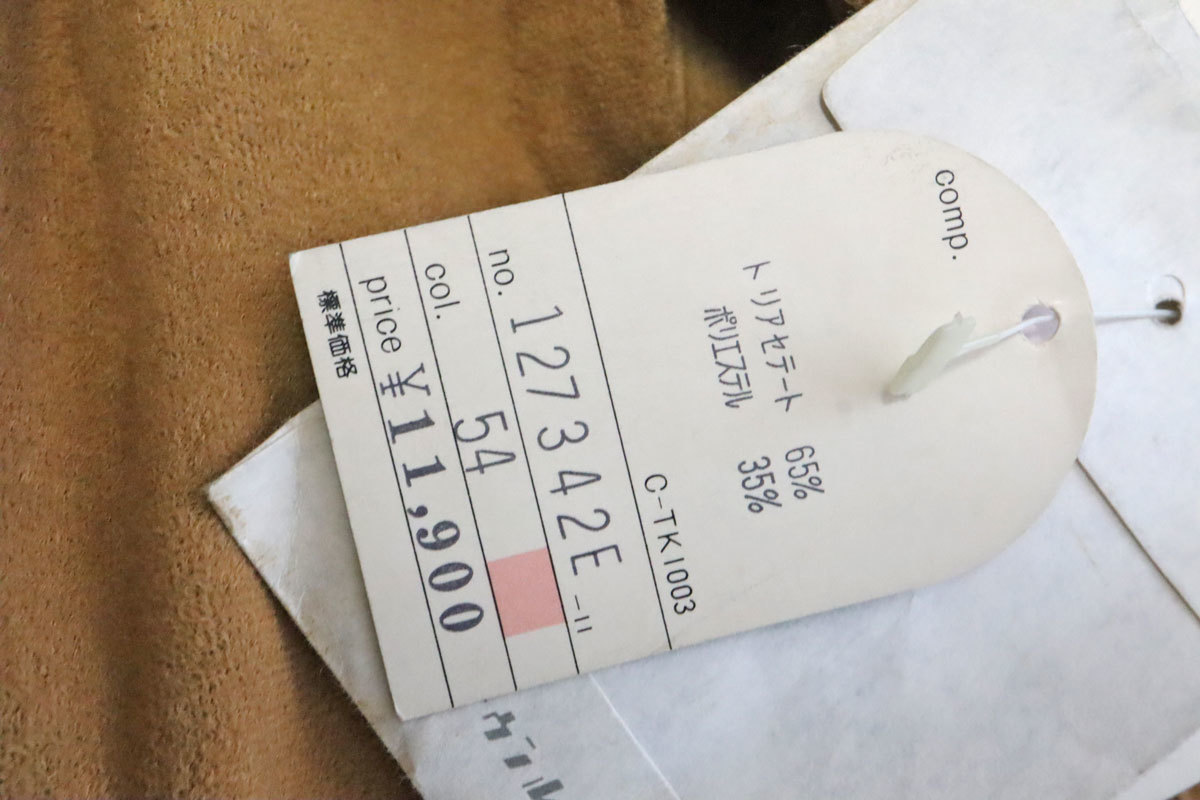 comp.
トリアセテート 65%
ポリエステル 35%
C-TK1003
no. 127342E -11
col. 54
price ¥11,900
標準価格